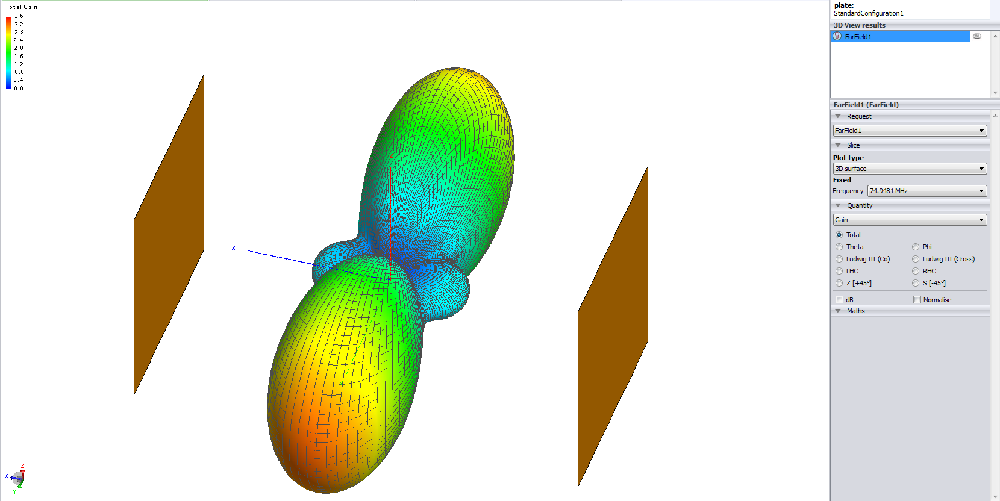 Total Gain
3.6
3.2
2.8
2.4
2.0
1.6
1.2
0.8
0.4
0.0
Z
X
Y
Z
X
Y
plate:
StandardConfiguration1
3D View results
FarField1
FarField1 (FarField)
Request
FarField1
Slice
Plot type
3D surface
Fixed
Frequency 74.9481 MHz
Quantity
Gain
Total
Theta Phi
Ludwig III (Co) Ludwig III (Cross)
LHC RHC
Z [+45°] S [-45°]
dB Normalise
Maths